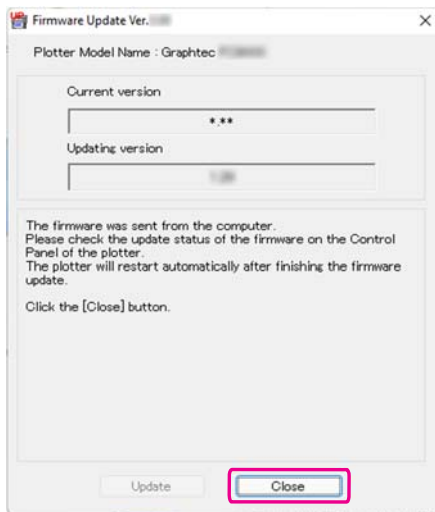 Firmware Update Ver.
Plotter Model Name : Graphtec
Current version
*.**
Updating version
The firmware was sent from the computer.
Please check the update status of the firmware on the Control
Panel of the plotter.
The plotter will restart automatically after finishing the firmware
update.
Click the [Close] button.
Update
Close